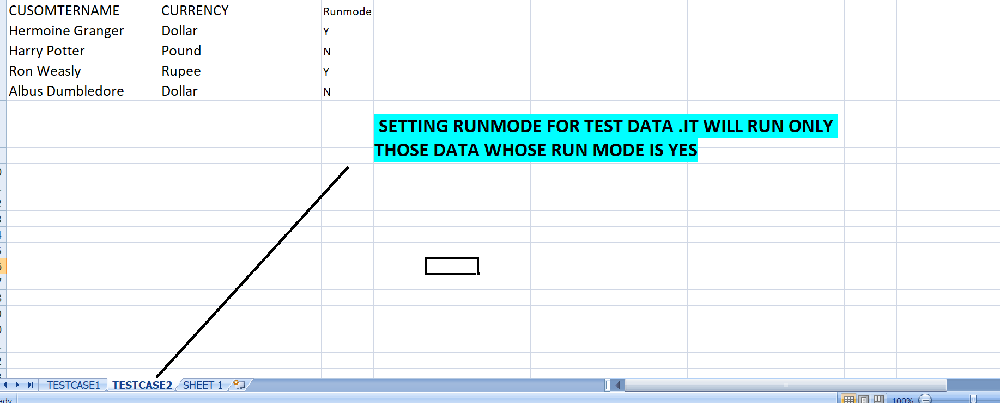 CUSOMTERNAME CURRENCY Runmode
Hermoine Granger Dollar Y
Harry Potter Pound N
Ron Weasly Rupee Y
Albus Dumbledore Dollar N
SETTING RUNMODE FOR TEST DATA .IT WILL RUN ONLY
THOSE DATA WHOSE RUN MODE IS YES
TESTCASE1 TESTCASE2 SHEET 1
100%